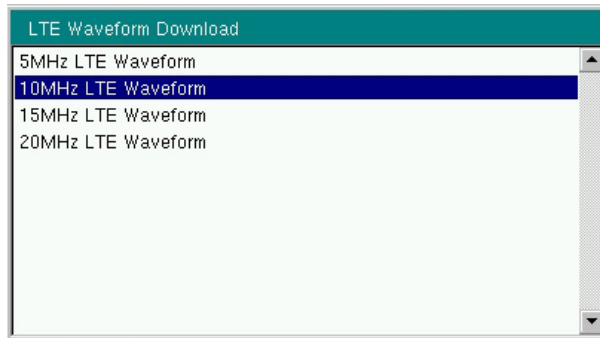 LTE Waveform Download
5MHz LTE Waveform
10MHz LTE Waveform
15MHz LTE Waveform
20MHz LTE Waveform